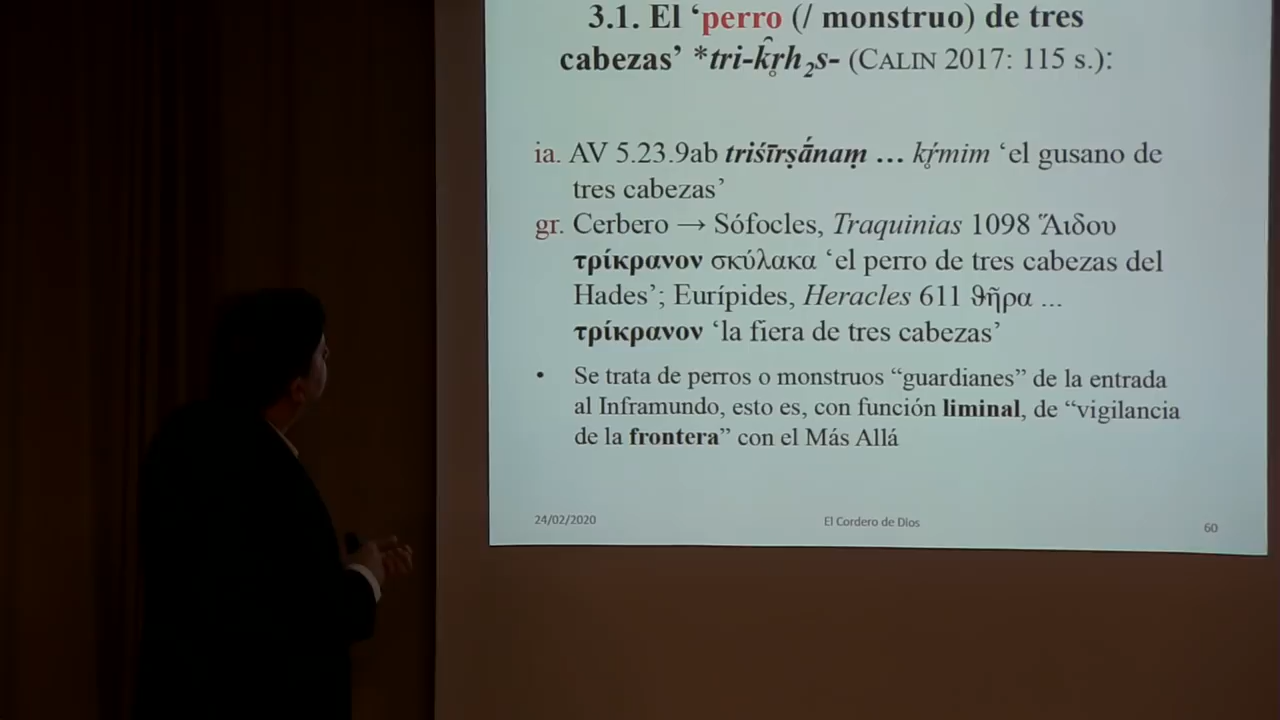 3.1. El ‘perro (/ monstruo) de tres
cabezas’ *tri-k̑r̥h₂s- (CALIN 2017: 115 s.):
ia. AV 5.23.9ab triśīrṣā́naṃ ... kŕ̥mim ‘el gusano de
tres cabezas’
gr. Cerbero → Sófocles, Traquinias 1098 Ἅιδου
τρίκρανον σκύλακα ‘el perro de tres cabezas del
Hades’; Eurípides, Heracles 611 ϑῆρα ...
τρίκρανον ‘la fiera de tres cabezas’
• Se trata de perros o monstruos “guardianes” de la entrada
al Inframundo, esto es, con función liminal, de “vigilancia
de la frontera” con el Más Allá
24/02/2020 El Cordero de Dios 60